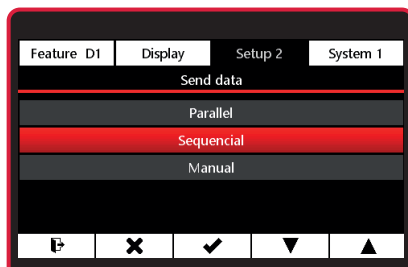 Feature D1 Display Setup 2 System 1
Send data
Parallel
Sequencial
Manual